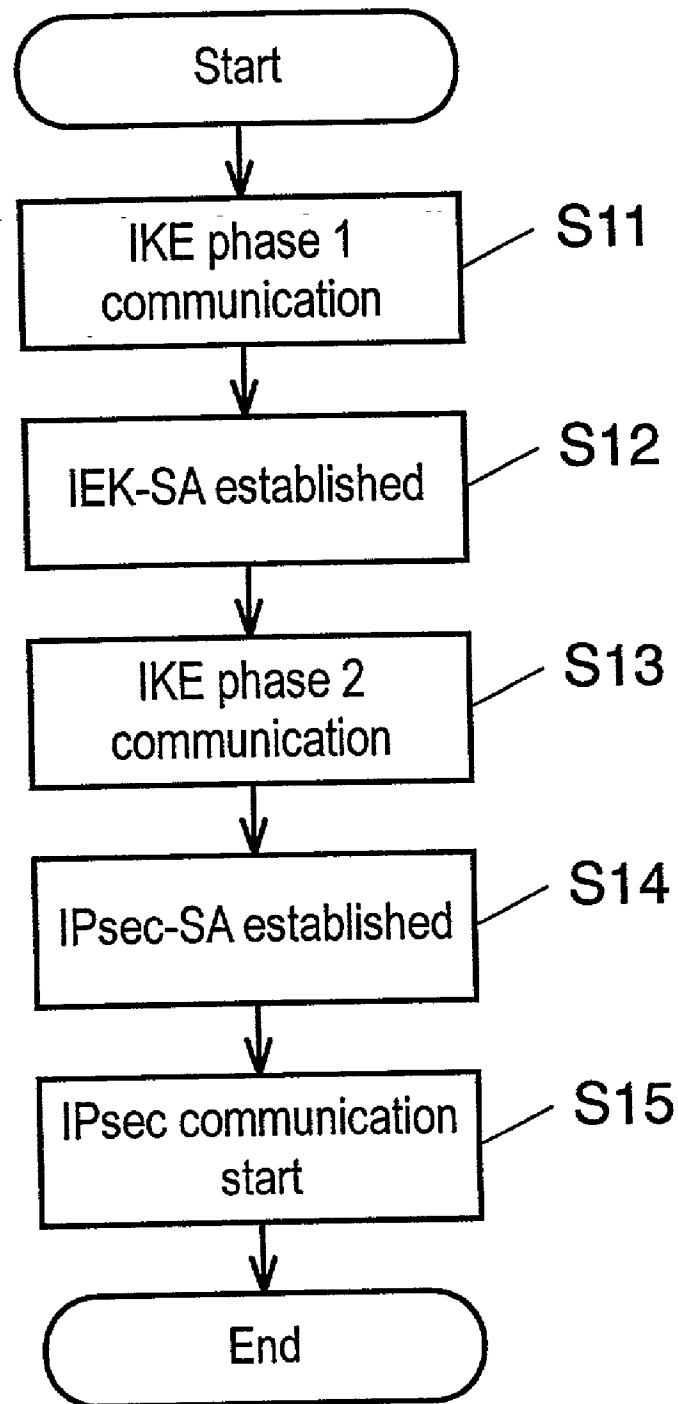 Start
IKE phase 1
communication
S11
IEK-SA established
S12
IKE phase 2
communication
S13
IPsec-SA established
S14
IPsec communication
start
S15
End